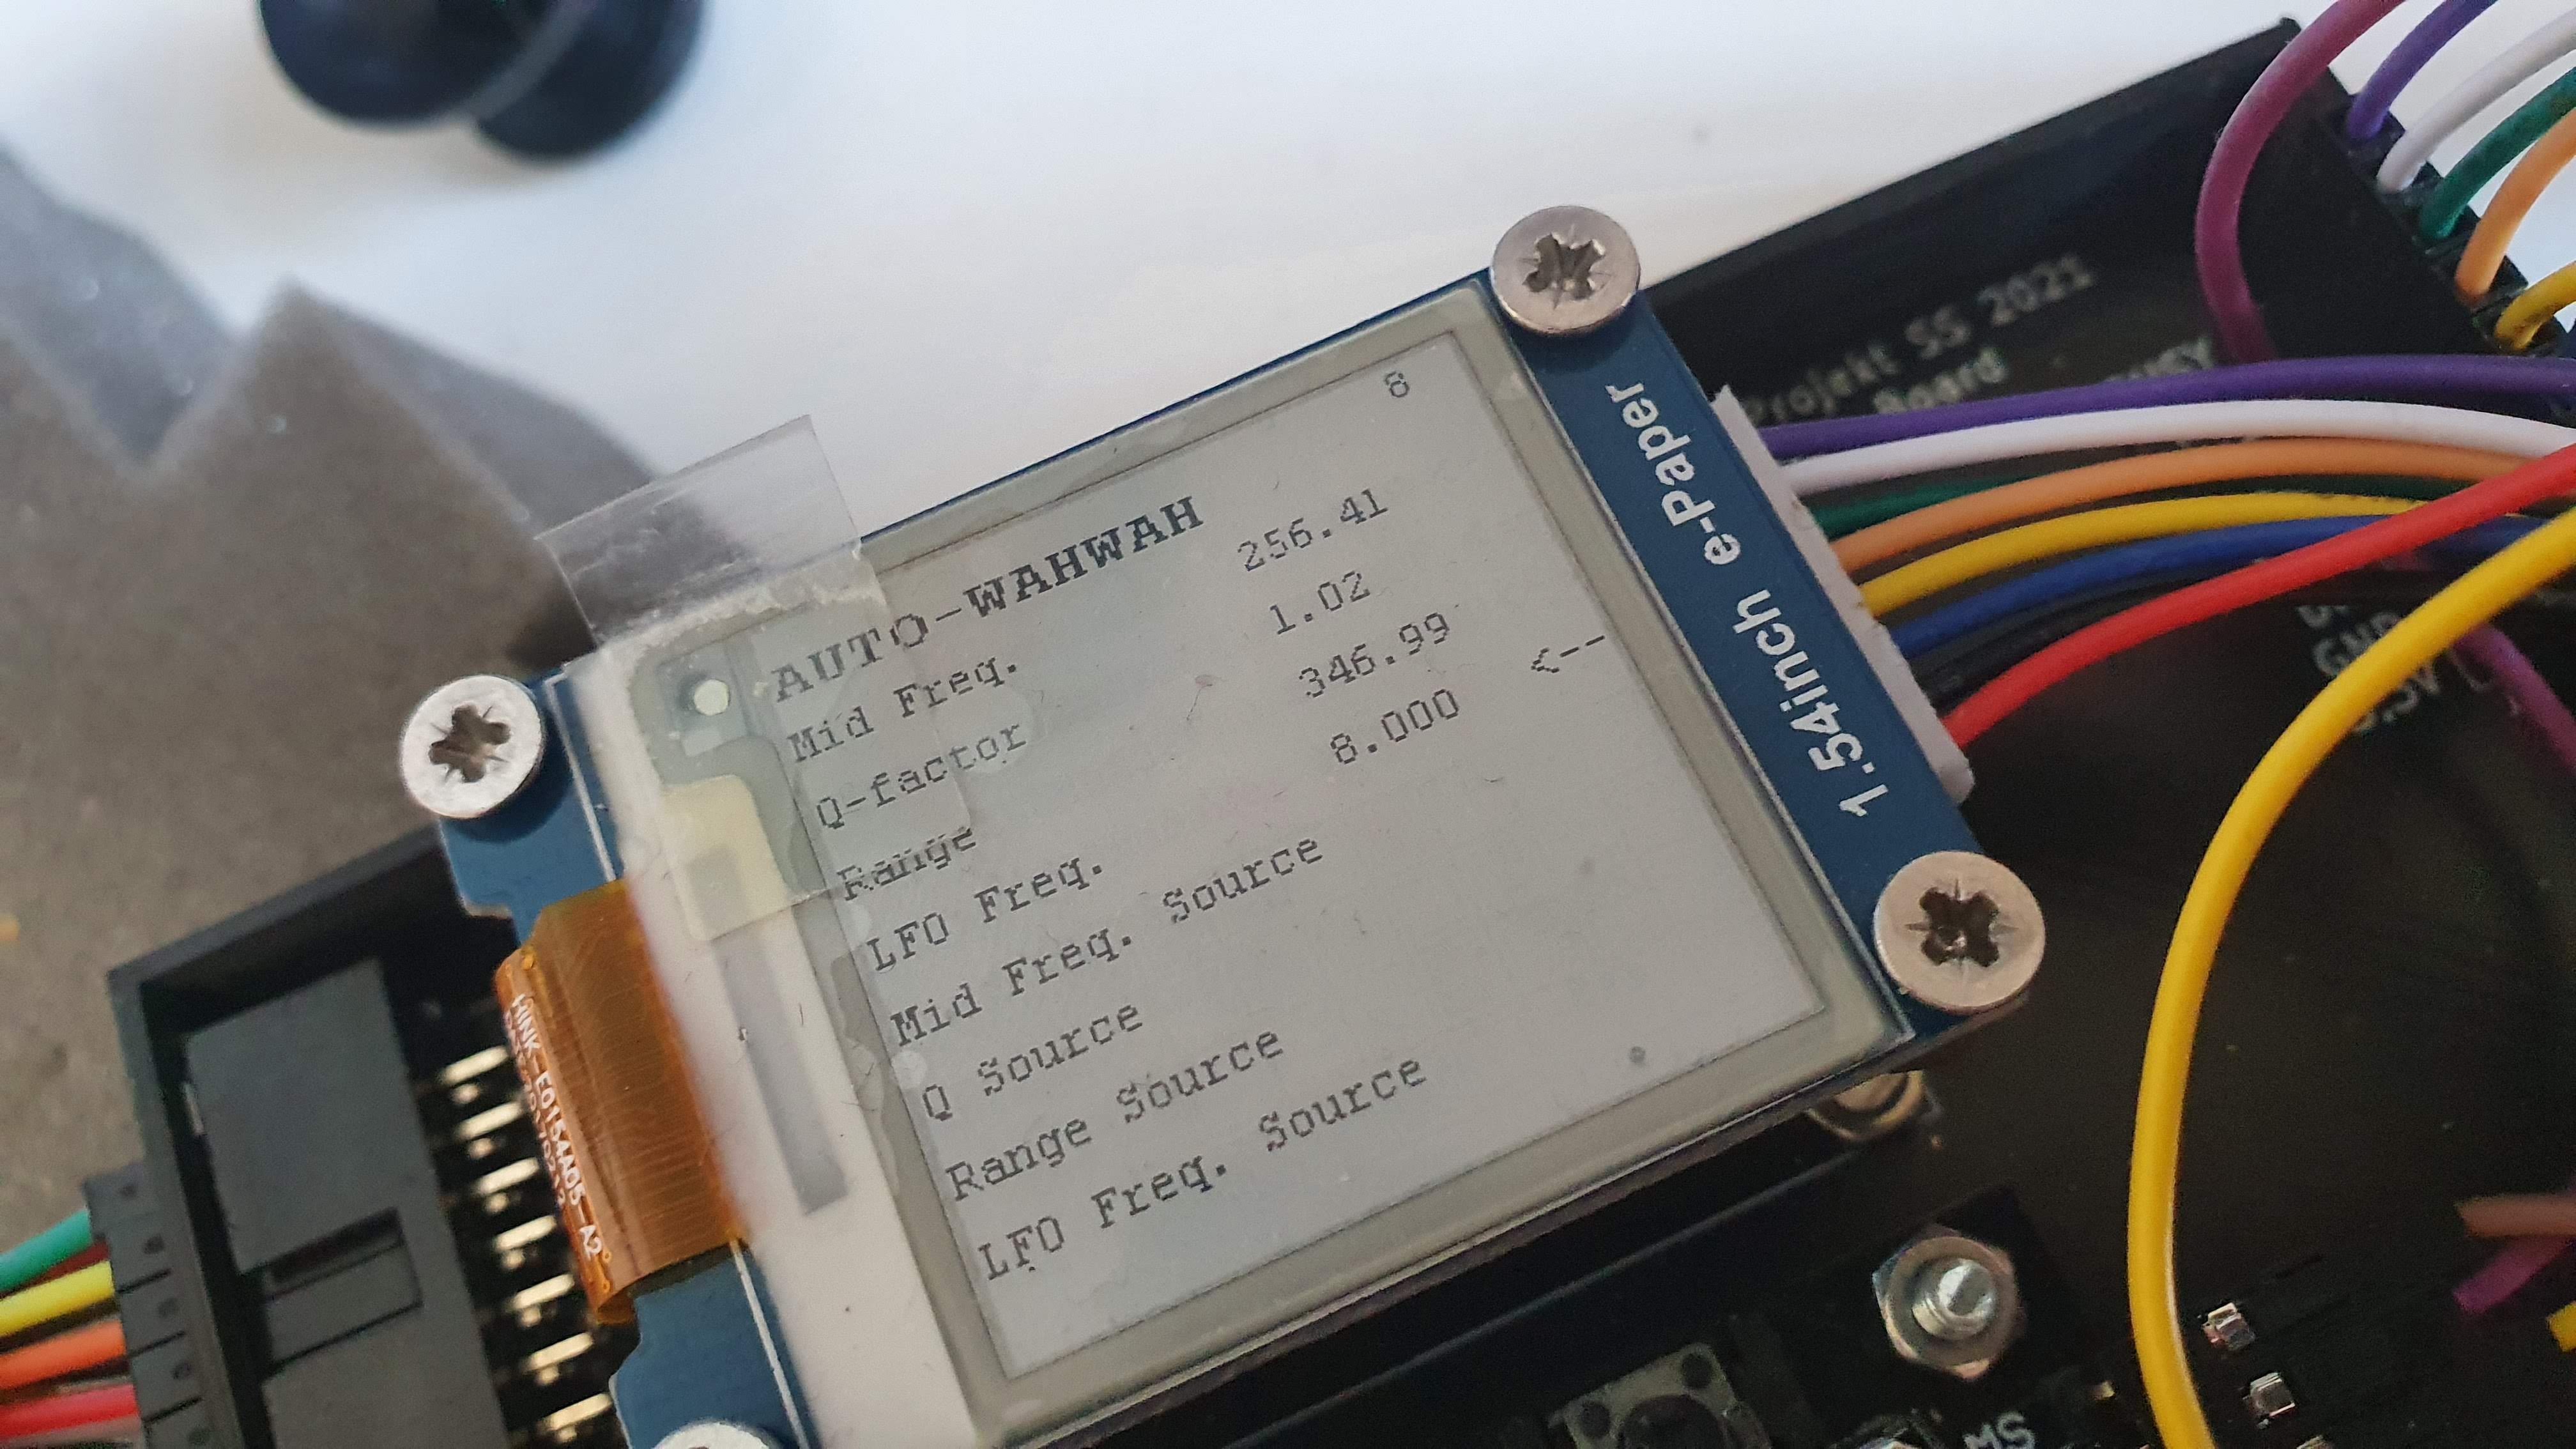 AUTO-WAHWAH 8
Mid Freq. 256.41
Q-factor 1.02
Range 346.99
LFO Freq. 8.000 <--
Mid Freq. Source
Q Source
Range Source
LFO Freq. Source
1.54inch e-Paper
HINK-E0154A05-A2
Projekt SS 2021
Board
GND